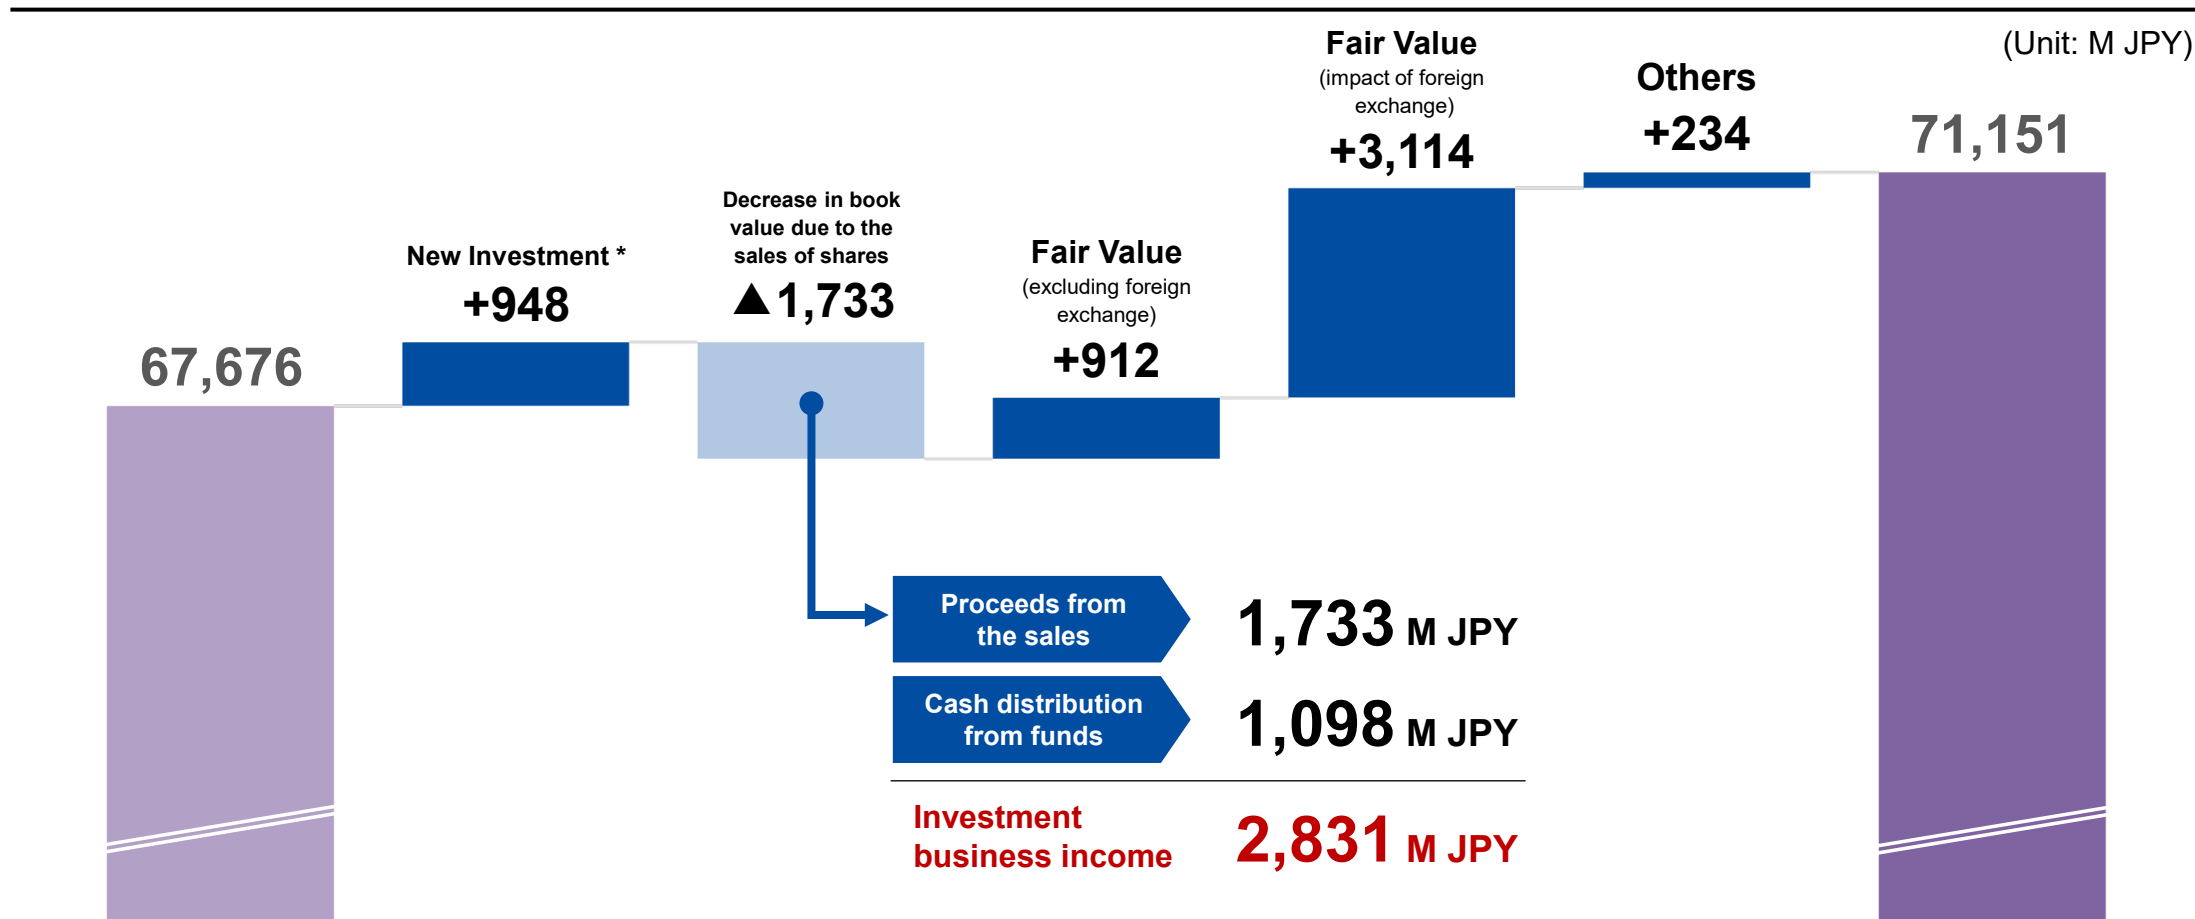 (Unit: M JPY)
67,676
New Investment *
+948
Decrease in book
value due to the
sales of shares
▲1,733
Fair Value
(excluding foreign
exchange)
+912
Fair Value
(impact of foreign
exchange)
+3,114
Others
+234
71,151
Proceeds from
the sales
1,733 M JPY
Cash distribution
from funds
1,098 M JPY
Investment
business income
2,831 M JPY